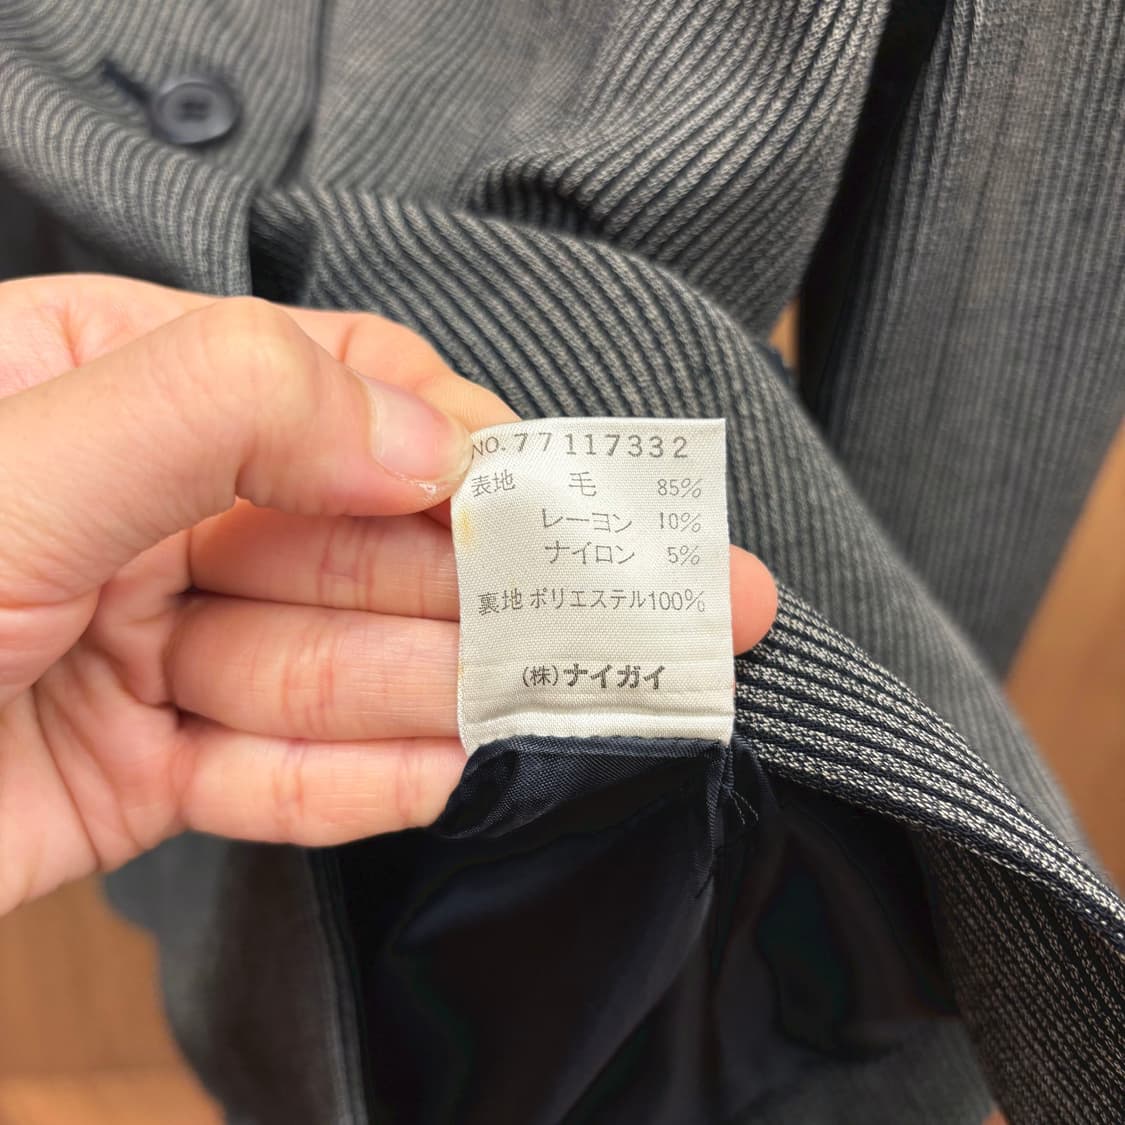 NO.77117332
表地 毛 85%
レーヨン 10%
ナイロン 5%
裏地 ポリエステル100%
(株)ナイガイ